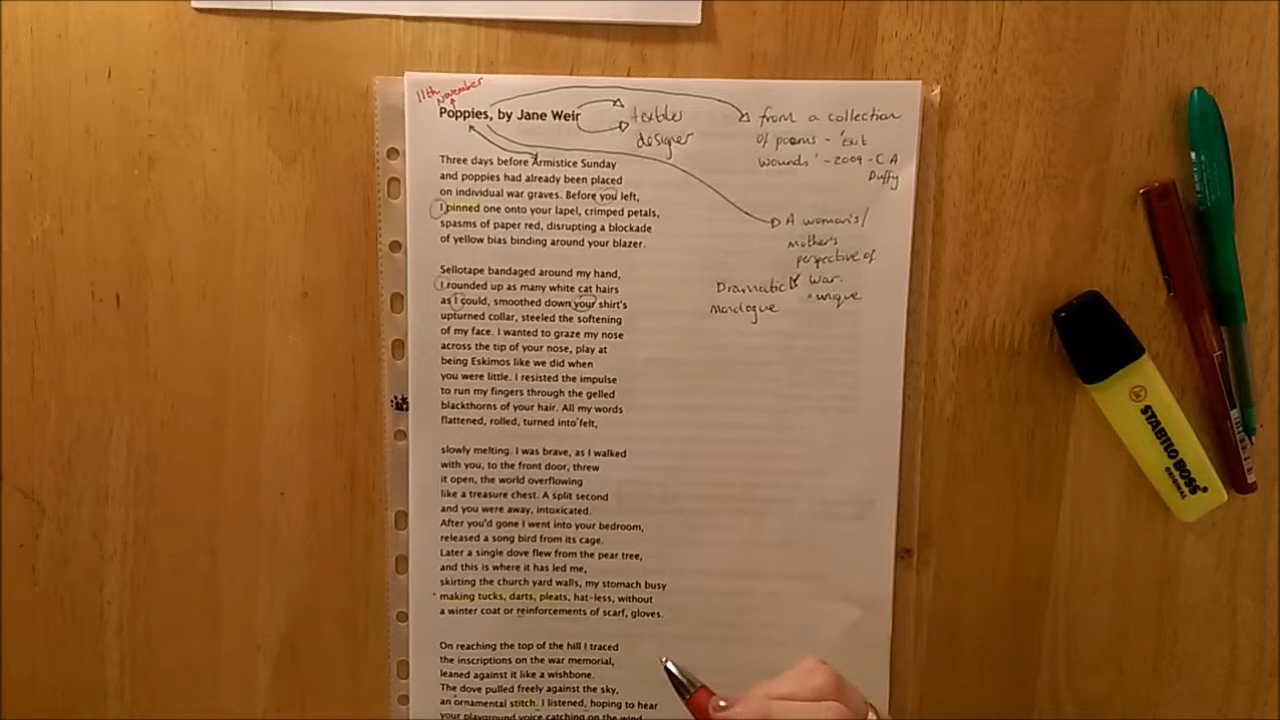 11th
November
Poppies, by Jane Weir
Three days before Armistice Sunday
and poppies had already been placed
on individual war graves. Before you left,
I pinned one onto your lapel, crimped petals,
spasms of paper red, disrupting a blockade
of yellow bias binding around your blazer.
Sellotape bandaged around my hand,
I rounded up as many white cat hairs
as I could, smoothed down your shirt's
upturned collar, steeled the softening
of my face. I wanted to graze my nose
across the tip of your nose, play at
being Eskimos like we did when
you were little. I resisted the impulse
to run my fingers through the gelled
blackthorns of your hair. All my words
flattened, rolled, turned into felt,
slowly melting. I was brave, as I walked
with you, to the front door, threw
it open, the world overflowing
like a treasure chest. A split second
and you were away, intoxicated.
After you'd gone I went into your bedroom,
released a song bird from its cage.
Later a single dove flew from the pear tree,
and this is where it has led me,
skirting the church yard walls, my stomach busy
making tucks, darts, pleats, hat-less, without
a winter coat or reinforcements of scarf, gloves.
On reaching the top of the hill I traced
the inscriptions on the war memorial,
leaned against it like a wishbone.
The dove pulled freely against the sky,
an ornamental stitch. I listened, hoping to hear
your playground voice catching on the wind
textiles
designer
from a collection
of poems - 'Exit
Wounds' - 2009 - CA
Duffy
A woman's/
mother's
perspective of
war.
unique
Dramatic
monologue
STABILO BOSS
ORIGINAL